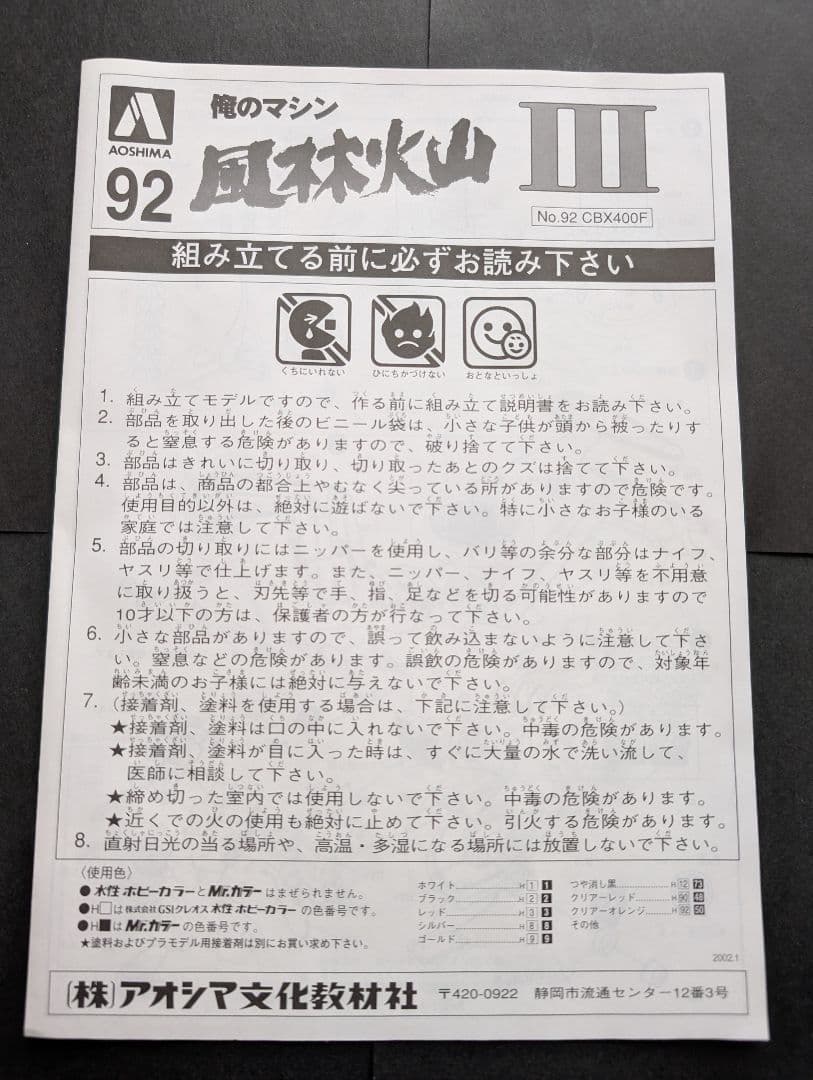 AOSHIMA
92
俺のマシン
風林火山
III
No.92 CBX400F
組み立てる前に必ずお読み下さい
くちにいれない
ひにちかづけない
おとなといっしょ
1. 組み立てモデルですので、作る前に組み立て説明書をお読み下さい。
2. 部品を取り出した後のビニール袋は、小さな子供が頭から被ったりす
ると窒息する危険がありますので、破り捨てて下さい。
3. 部品はきれいに切り取り、切り取ったあとのクズは捨てて下さい。
4. 部品は、商品の都合上やむなく尖っている所がありますので危険です。
使用目的以外は、絶対に遊ばないで下さい。特に小さなお子様のいる
家庭では注意して下さい。
5. 部品の切り取りにはニッパーを使用し、バリ等の余分な部分はナイフ、
ヤスリ等で仕上げます。また、ニッパー、ナイフ、ヤスリ等を不用意
に取り扱うと、刃先等で手、指、足などを切る可能性がありますので
10才以下の方は、保護者の方が行なって下さい。
6. 小さな部品がありますので、誤って飲み込まないように注意して下さ
い。窒息などの危険があります。誤飲の危険がありますので、対象年
齢未満のお子様には絶対に与えないで下さい。
7. (接着剤、塗料を使用する場合は、下記に注意して下さい。)
★接着剤、塗料は口の中に入れないで下さい。中毒の危険があります。
★接着剤、塗料が目に入った時は、すぐに大量の水で洗い流して、
医師に相談して下さい。
★締め切った室内では使用しないで下さい。中毒の危険があります。
★近くでの火の使用も絶対に止めて下さい。引火する危険があります。
8. 直射日光の当る場所や、高温・多湿になる場所には放置しないで下さい。
〈使用色〉
●水性ホビーカラーとMr.カラーはまぜられません。
●H□は株式会社GSIクレオス水性ホビーカラーの色番号です。
●H■はMr.カラーの色番号です。
★塗料およびプラモデル用接着剤は別にお買い求め下さい。
ホワイト H 1 1
ブラック H 2 2
レッド H 3 3
シルバー H 8 8
ゴールド H 9 9
つや消し黒 H 12 73
クリアーレッド H 90 48
クリアーオレンジ H 92 50
その他
2002.1
(株)アオシマ文化教材社 〒420-0922 静岡市流通センター12番3号